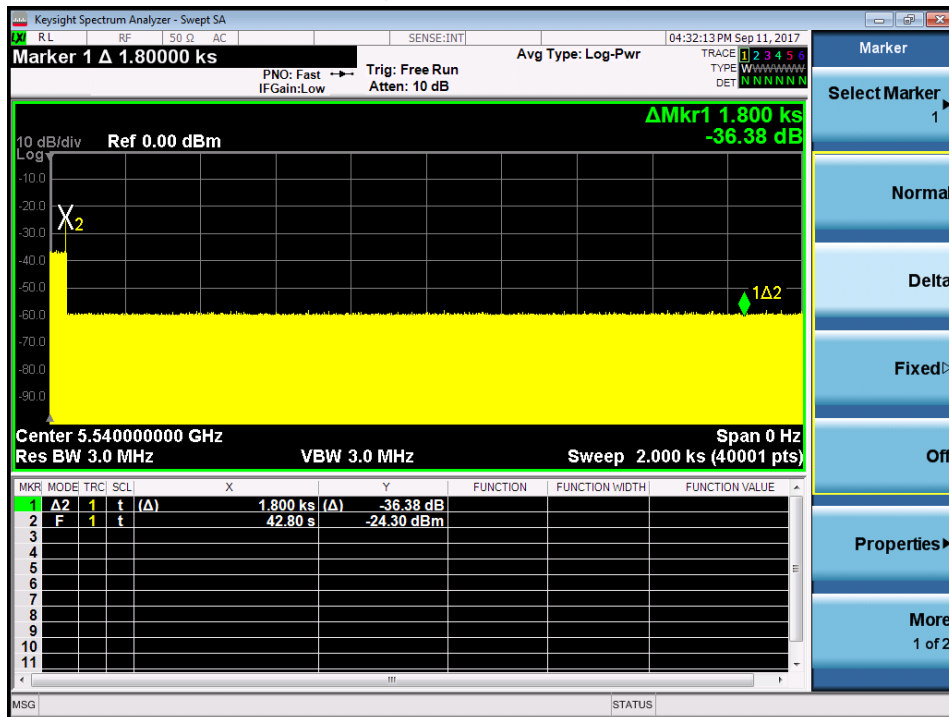 Keysight Spectrum Analyzer - Swept SA
LXI RL RF 50 Ω AC SENSE:INT 04:32:13 PM Sep 11, 2017
Marker 1 Δ 1.80000 ks
PNO: Fast
IFGain:Low
Trig: Free Run
Atten: 10 dB
Avg Type: Log-Pwr
TRACE 1 2 3 4 5 6
TYPE WWWWWW
DET N N N N N N
ΔMkr1 1.800 ks
-36.38 dB
10 dB/div Ref 0.00 dBm
Log
-10.0
-20.0
-30.0
-40.0
-50.0
-60.0
-70.0
-80.0
-90.0
X2
1Δ2
Center 5.540000000 GHz Span 0 Hz
Res BW 3.0 MHz VBW 3.0 MHz Sweep 2.000 ks (40001 pts)
MKR MODE TRC SCL X Y FUNCTION FUNCTION WIDTH FUNCTION VALUE
1 Δ2 1 t (Δ) 1.800 ks (Δ) -36.38 dB
2 F 1 t 42.80 s -24.30 dBm
3
4
5
6
7
8
9
10
11
MSG STATUS
Marker
Select Marker
1
Normal
Delta
Fixed
Off
Properties
More
1 of 2